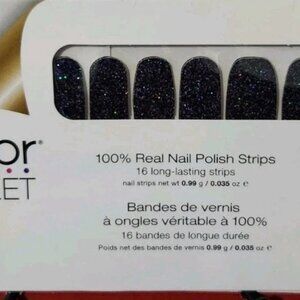 or®
EET
100% Real Nail Polish Strips
16 long-lasting strips
nail strips net wt 0.99 g / 0.035 oz e
Bandes de vernis
à ongles véritable à 100%
16 bandes de longue durée
Poids net des bandes de vernis 0.99 g / 0.035 oz e